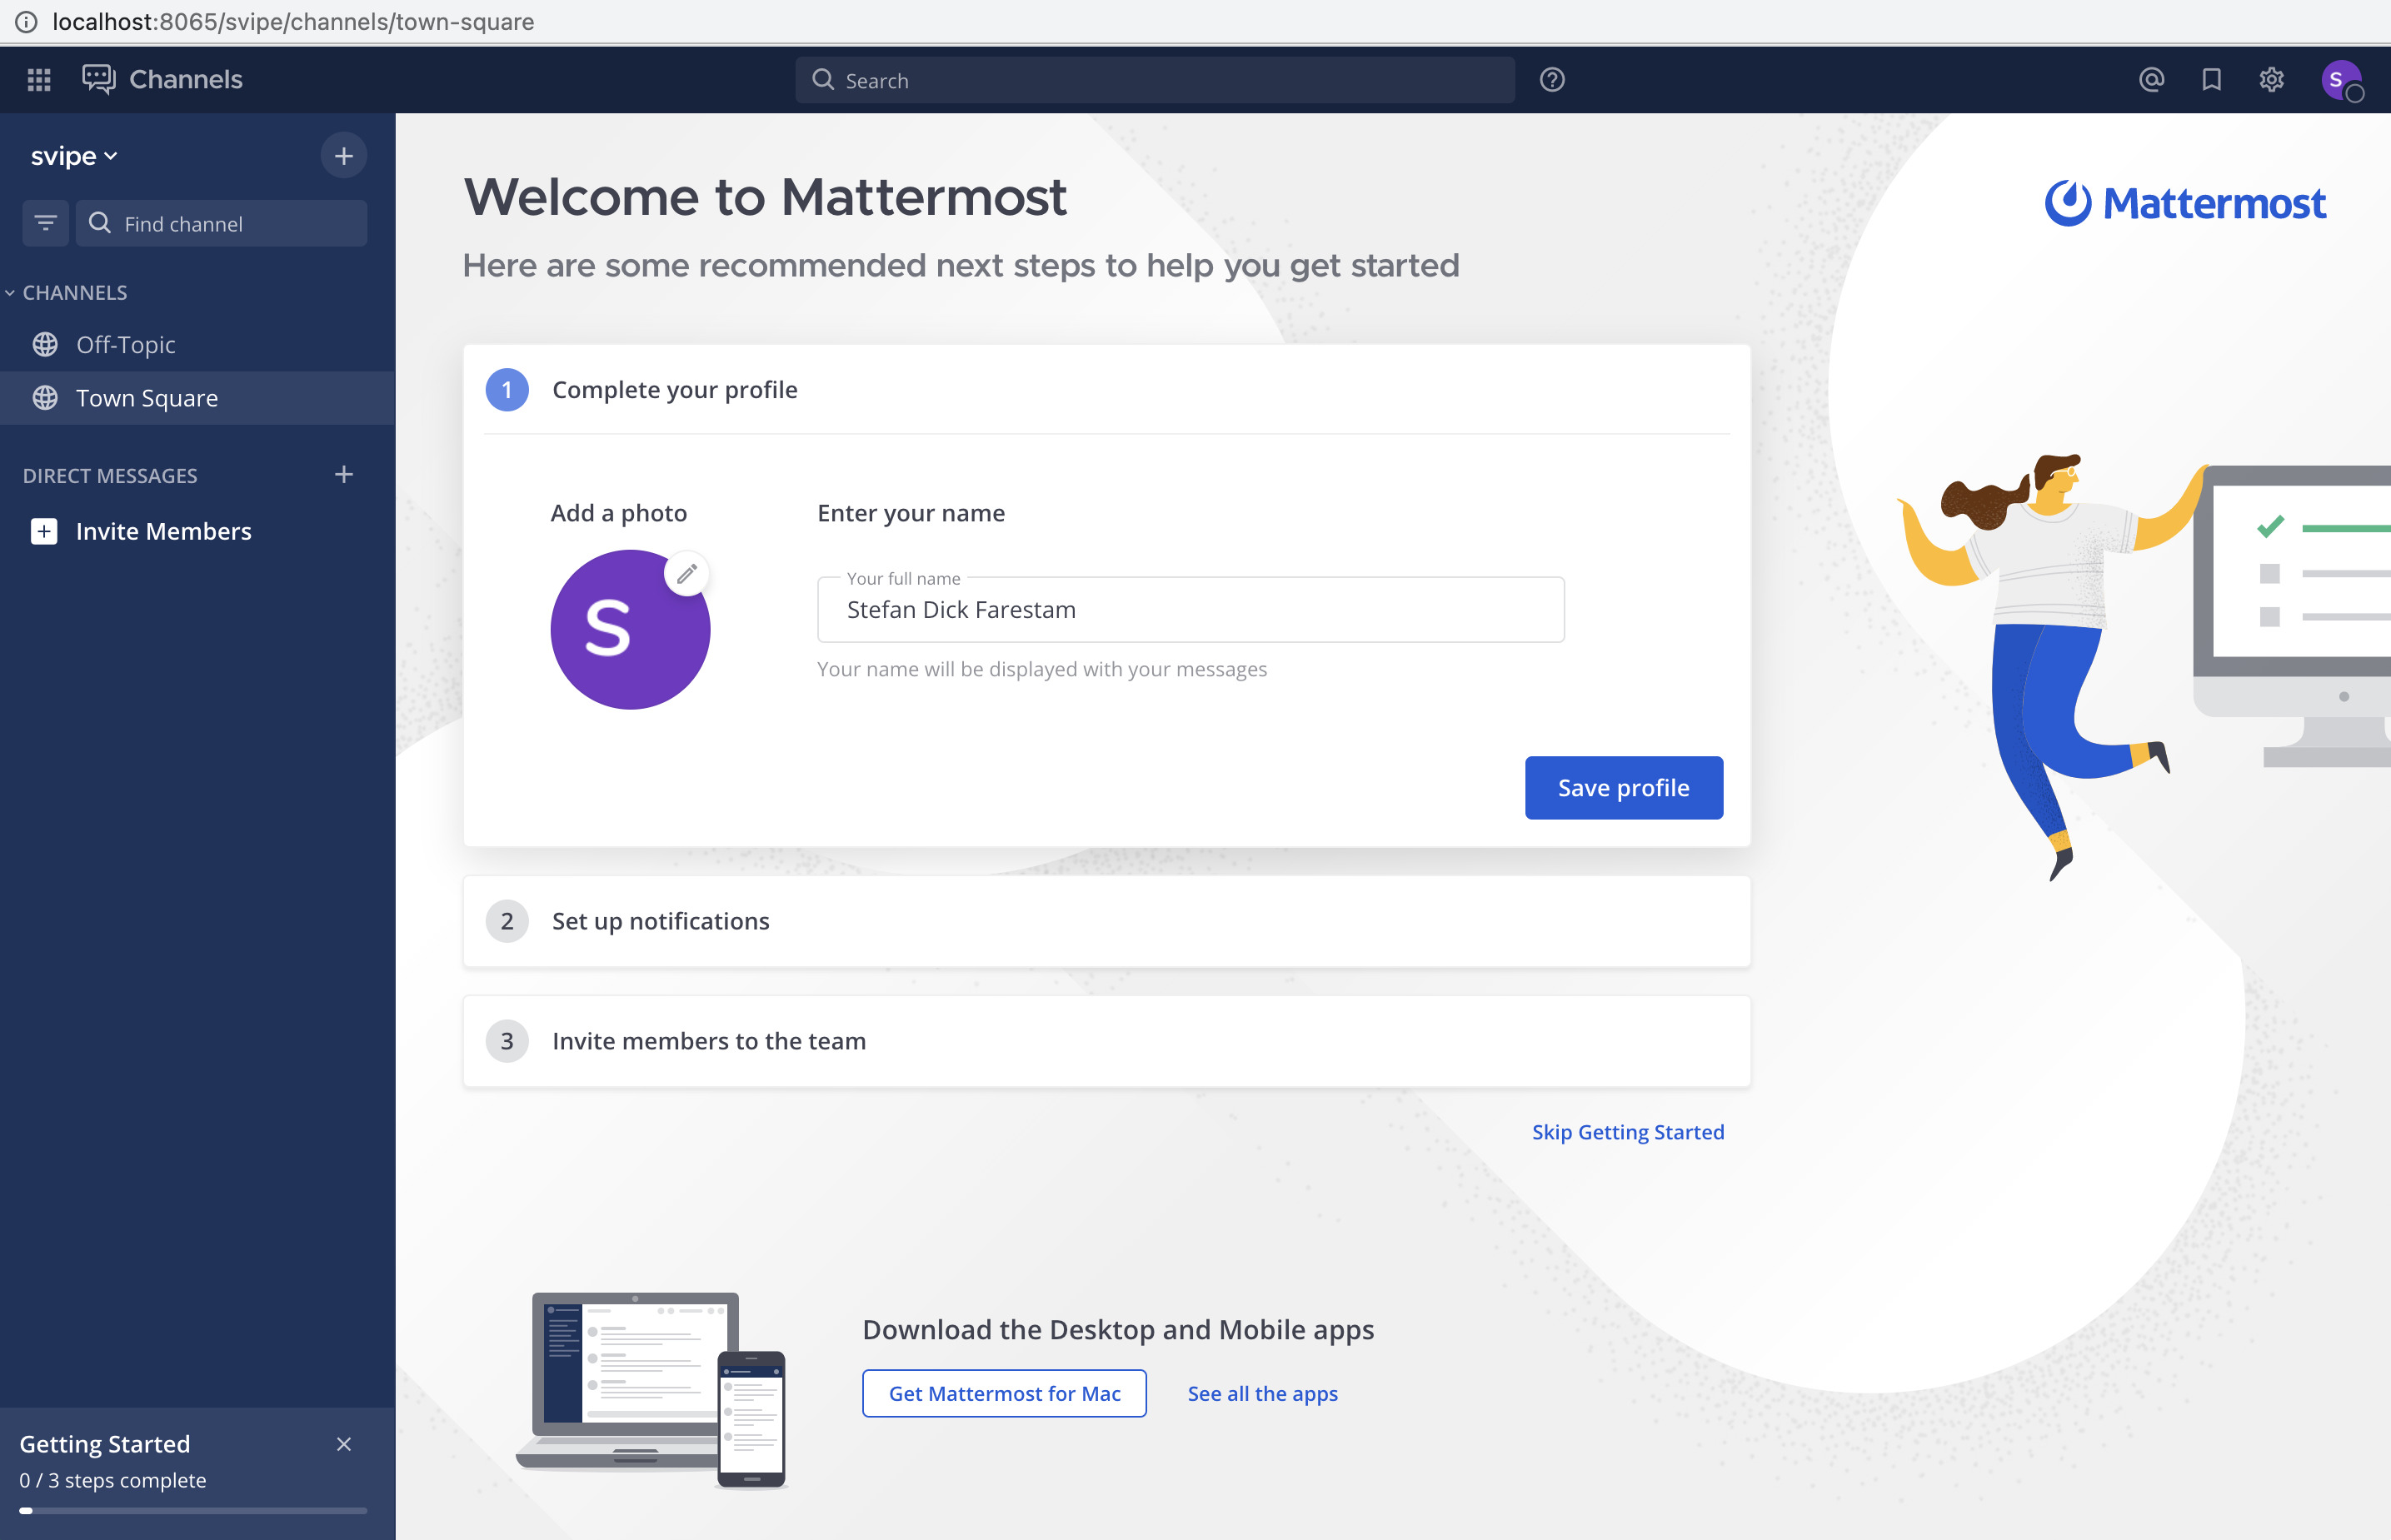 localhost:8065/svipe/channels/town-square
Channels
Search
S
svipe
Find channel
CHANNELS
Off-Topic
Town Square
DIRECT MESSAGES
Invite Members
Getting Started
0 / 3 steps complete
Welcome to Mattermost
Here are some recommended next steps to help you get started
Mattermost
1 Complete your profile
Add a photo
S
Enter your name
Your full name
Stefan Dick Farestam
Your name will be displayed with your messages
Save profile
2 Set up notifications
3 Invite members to the team
Skip Getting Started
Download the Desktop and Mobile apps
Get Mattermost for Mac See all the apps